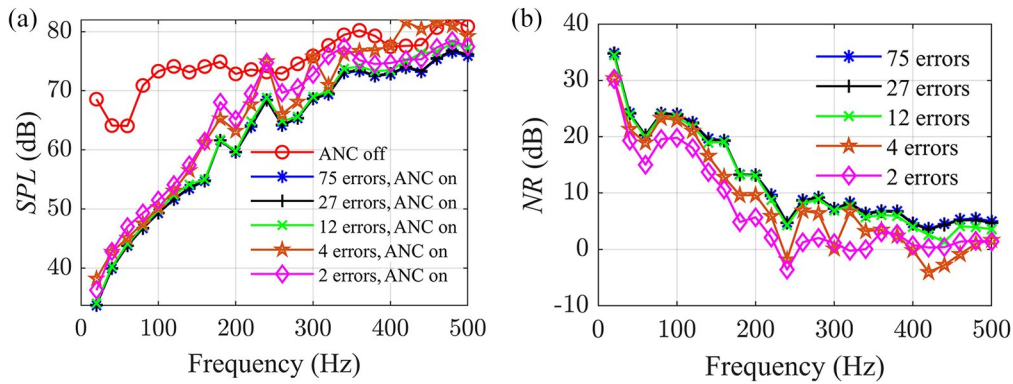 (a)
80
70
60
50
40
SPL (dB)
0 100 200 300 400 500
Frequency (Hz)
ANC off
75 errors, ANC on
27 errors, ANC on
12 errors, ANC on
4 errors, ANC on
2 errors, ANC on
(b)
40
30
20
10
0
-10
NR (dB)
0 100 200 300 400 500
Frequency (Hz)
75 errors
27 errors
12 errors
4 errors
2 errors